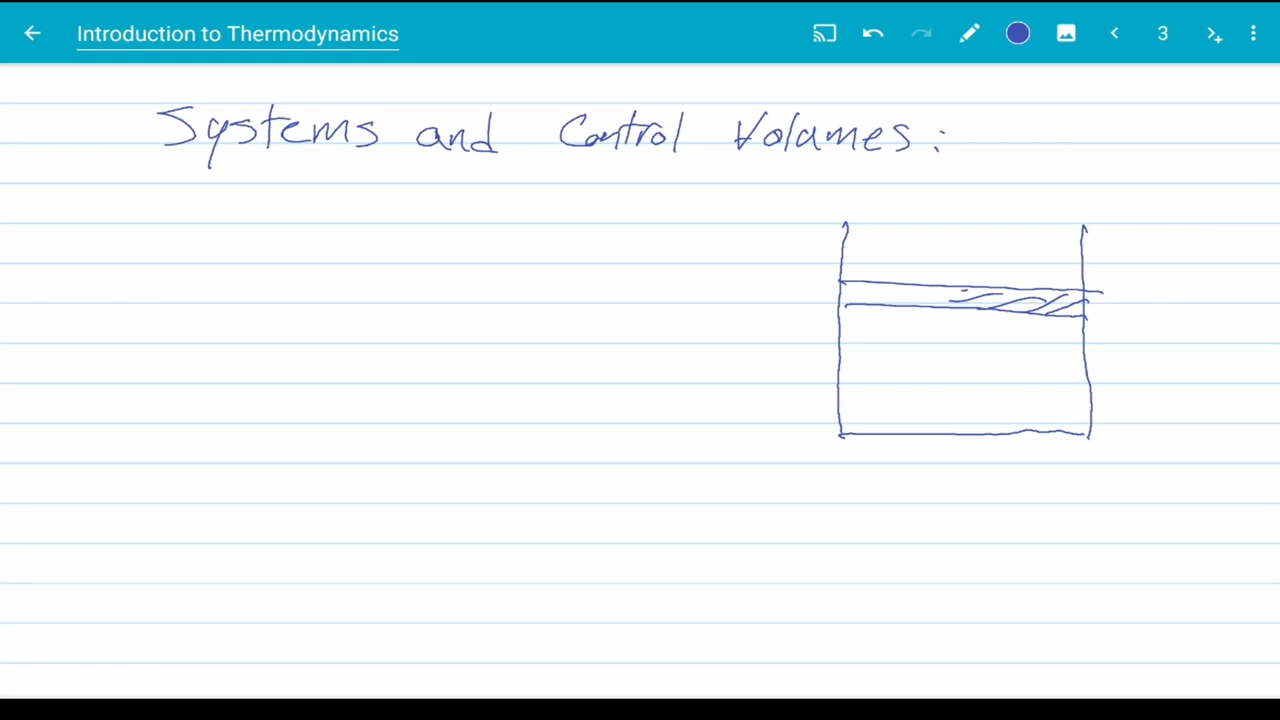 Introduction to Thermodynamics
3
Systems and Control Volumes: